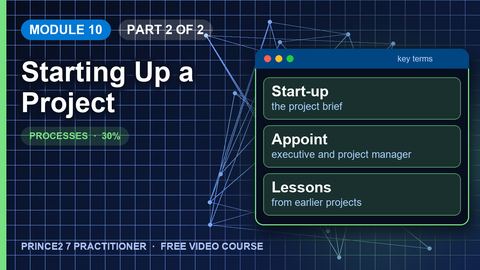 MODULE 10
PART 2 OF 2
Starting Up a
Project
PROCESSES · 30%
key terms
Start-up
the project brief
Appoint
executive and project manager
Lessons
from earlier projects
PRINCE2 7 PRACTITIONER · FREE VIDEO COURSE